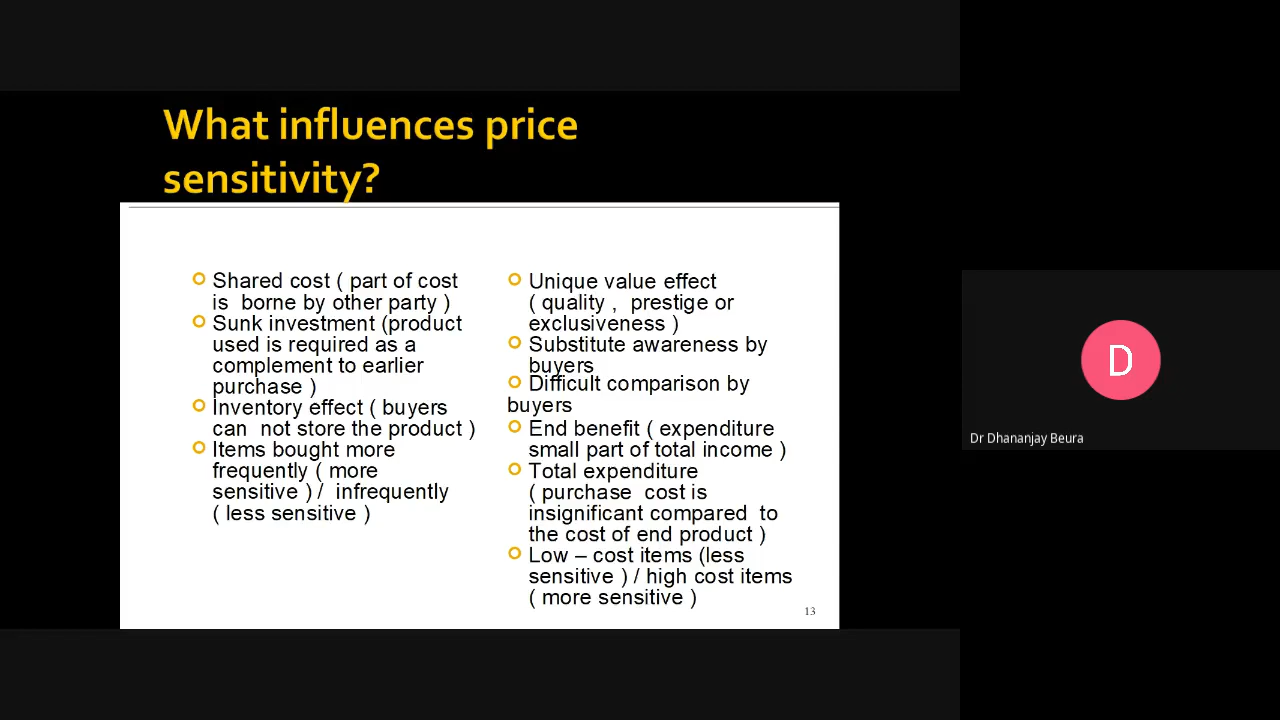 What influences price
sensitivity?
Shared cost ( part of cost
is borne by other party )
Sunk investment (product
used is required as a
complement to earlier
purchase )
Inventory effect ( buyers
can not store the product )
Items bought more
frequently ( more
sensitive ) / infrequently
( less sensitive )
Unique value effect
( quality , prestige or
exclusiveness )
Substitute awareness by
buyers
Difficult comparison by
buyers
End benefit ( expenditure
small part of total income )
Total expenditure
( purchase cost is
insignificant compared to
the cost of end product )
Low – cost items (less
sensitive ) / high cost items
( more sensitive )
13
D
Dr Dhananjay Beura